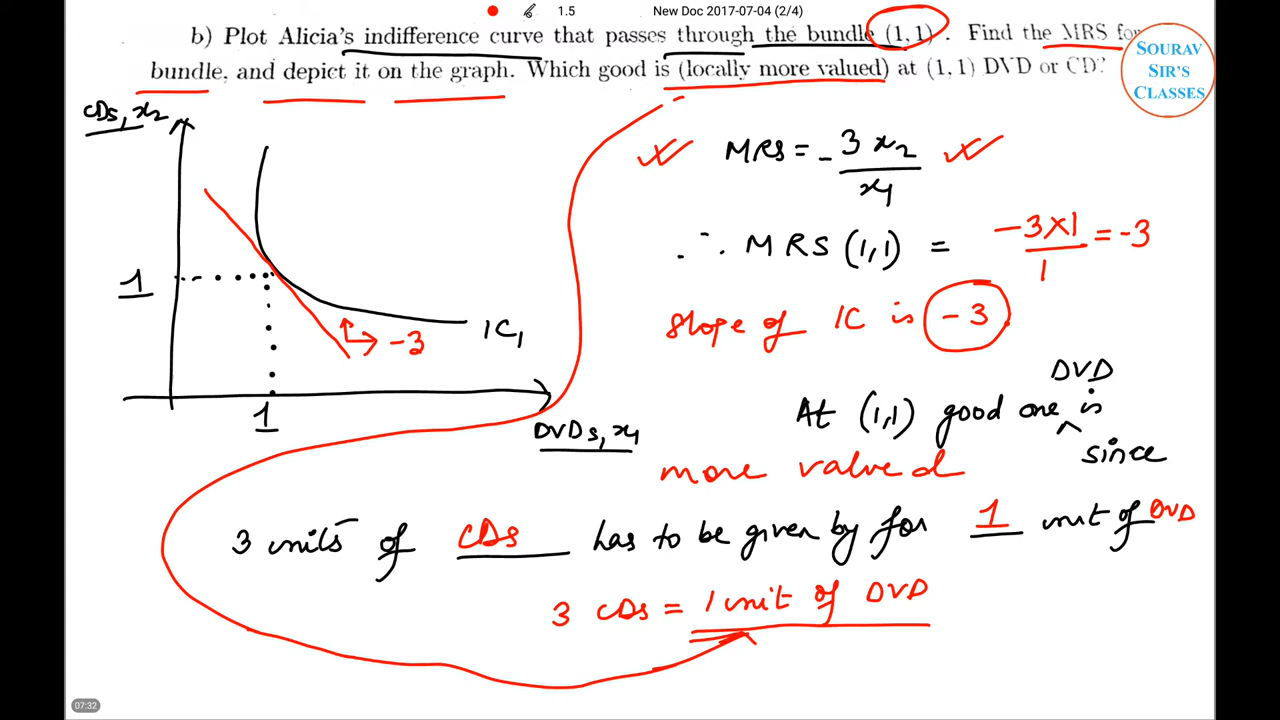 1.5 New Doc 2017-07-04 (2/4)
b) Plot Alicia's indifference curve that passes through the bundle (1, 1) . Find the MRS for
bundle, and depict it on the graph. Which good is (locally more valued) at (1, 1) DVD or CD?
SOURAV
SIR'S
CLASSES
CDs, x2
1
-3
IC1
1
DVDs, x1
MRS = - 3 x2 / x1
∴ MRS (1,1) = -3×1 / 1 = -3
Slope of IC is -3
DVD
At (1,1) good one ^ is
since
more valued
3 units of CDs has to be given by for 1 unit of DVD
3 CDs = 1 unit of DVD
07:32